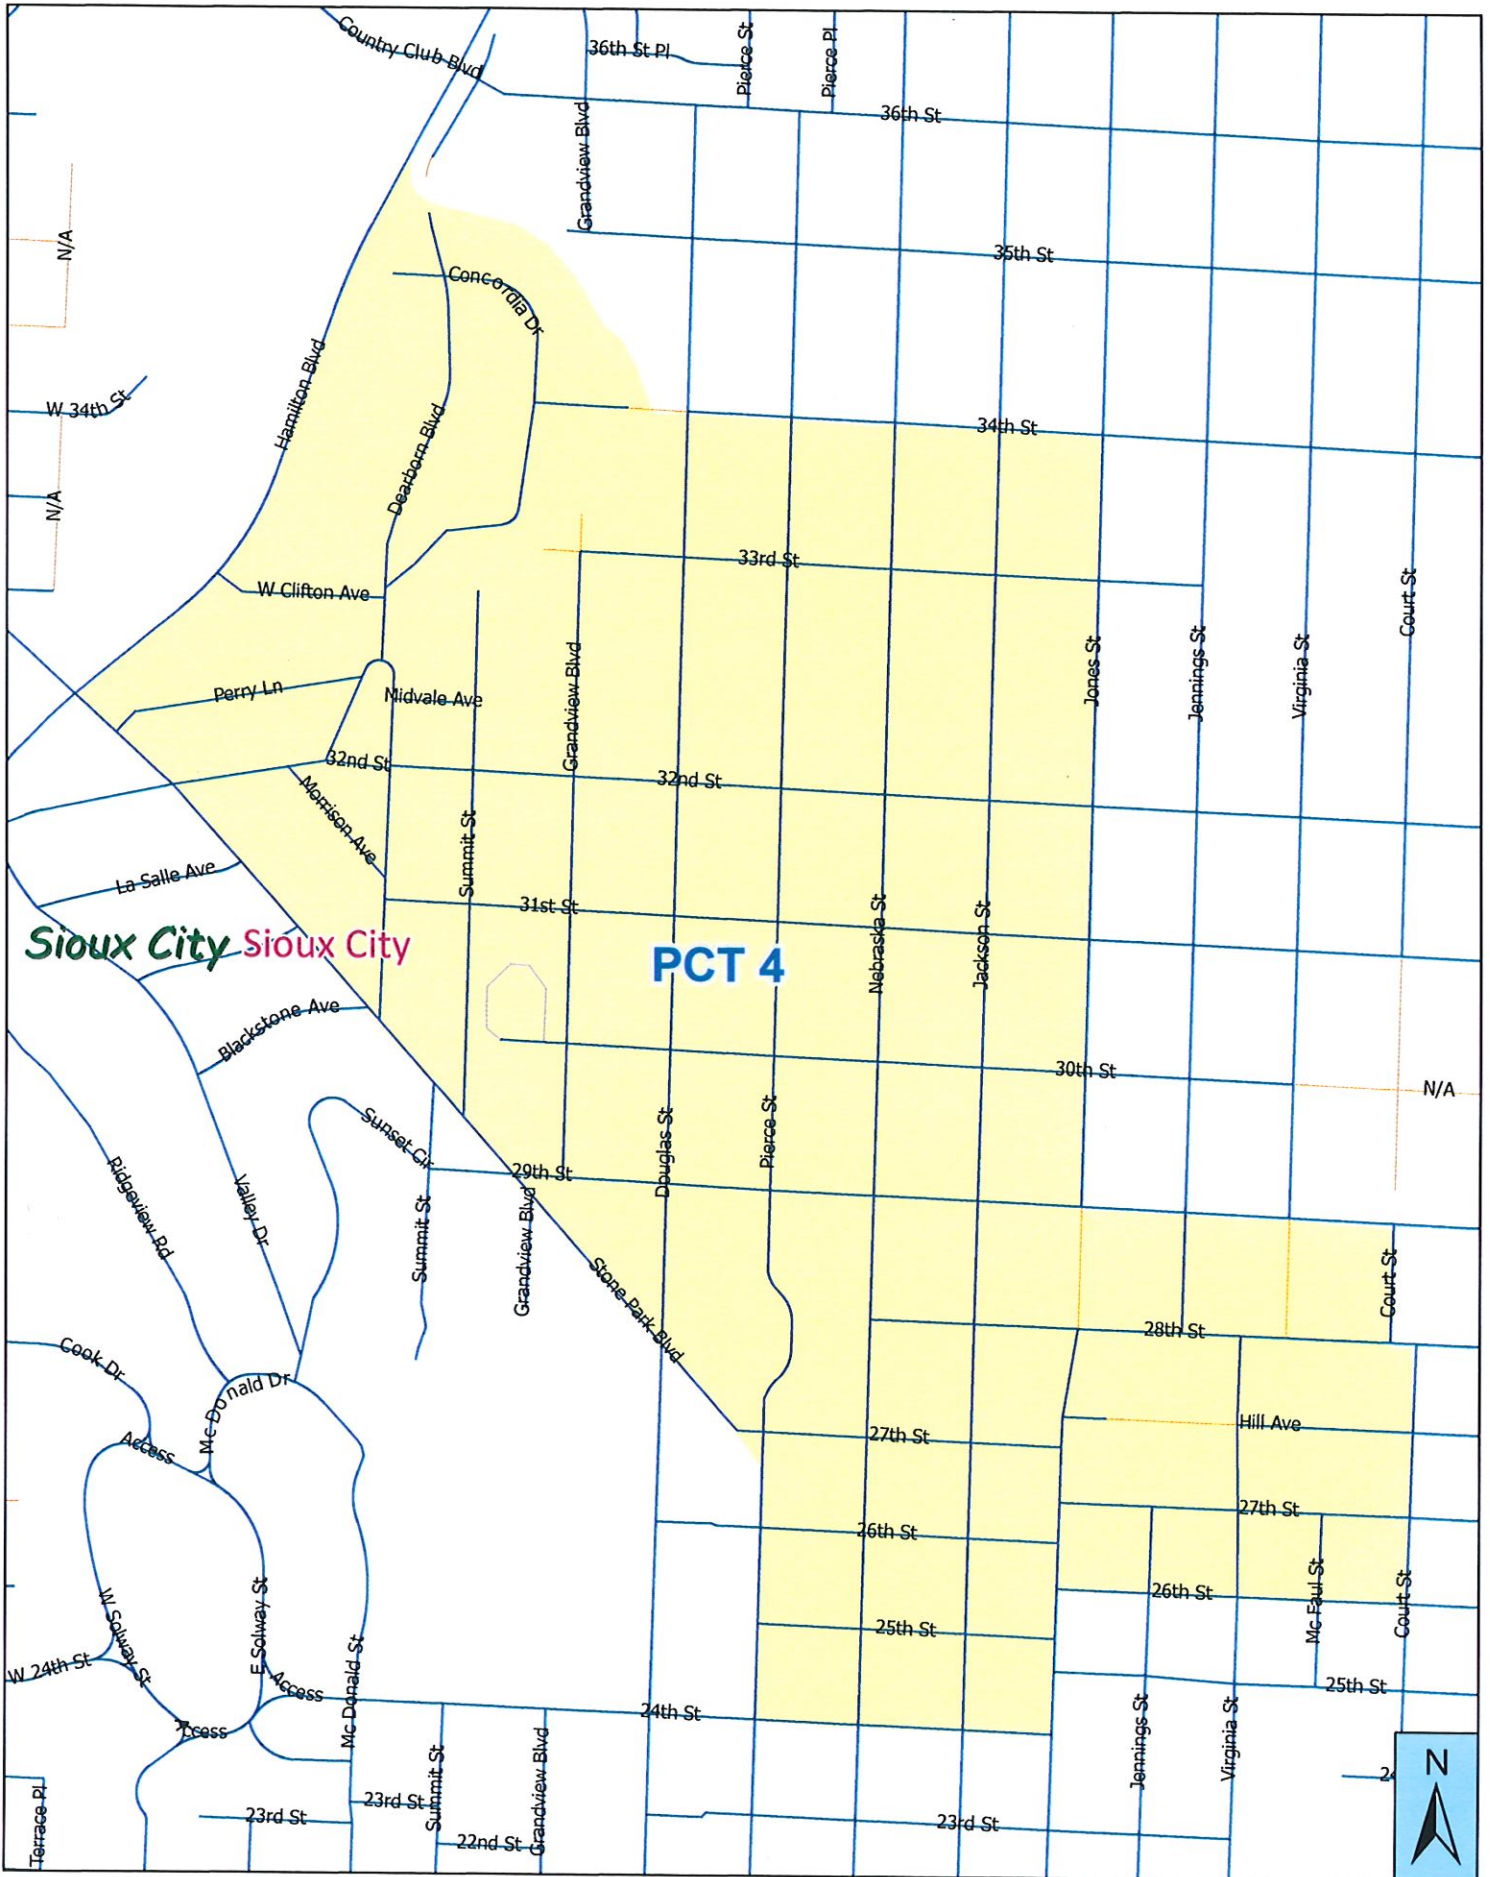 Country Club Blvd
36th St Pl
Pierce St
Pierce Pl
36th St
Grandview Blvd
N/A
35th St
Concordia Dr
Hamilton Blvd
W 34th St
Dearborn Blvd
34th St
N/A
33rd St
W Clifton Ave
Court St
Jones St
Jennings St
Virginia St
Grandview Blvd
Perry Ln
Midvale Ave
32nd St
32nd St
Morrison Ave
Summit St
La Salle Ave
31st St
Nebraska St
Jackson St
Sioux City
Sioux City
PCT 4
Blackstone Ave
30th St
N/A
Sunset Cir
Douglas St
Pierce St
Ridgeview Rd
Valley Dr
29th St
Summit St
Grandview Blvd
Stone Park Blvd
Court St
28th St
Cook Dr
Mc Donald Dr
Hill Ave
27th St
Access
27th St
26th St
26th St
Mc Faul St
Court St
W Solway St
E Solway St
25th St
W 24th St
Access
Mc Donald St
24th St
25th St
Jennings St
Virginia St
Access
Summit St
Grandview Blvd
N
Terrace Pl
23rd St
23rd St
23rd St
22nd St